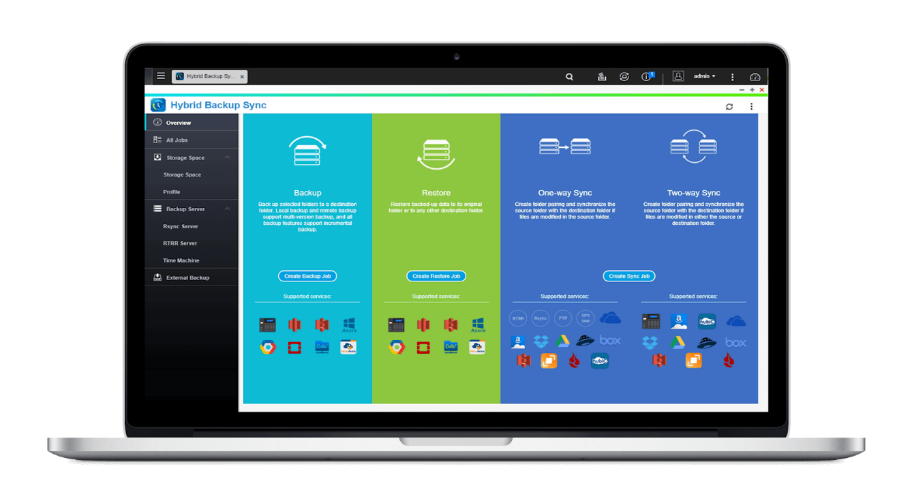 Hybrid Backup Sy...
admin
Hybrid Backup Sync
Overview
All Jobs
Storage Space
Storage Space
Profile
Backup Server
Rsync Server
RTRR Server
Time Machine
External Backup
Backup
Back up selected folders to a destination
folder. Local backup and remote backup
support multi-version backup, and all
backup features support incremental
backup.
Create Backup Job
Supported services:
Azure
Restore
Restore backed-up data to its original
folder or to any other destination folder.
Create Restore Job
Supported services:
Azure
One-way Sync
Create folder pairing and synchronize the
source folder with the destination folder if
files are modified in the source folder.
Two-way Sync
Create folder pairing and synchronize the
source folder with the destination folder if
files are modified in either the source or
destination folder.
Create Sync Job
Supported services:
RTRR
Rsync
FTP
box
Supported services:
box